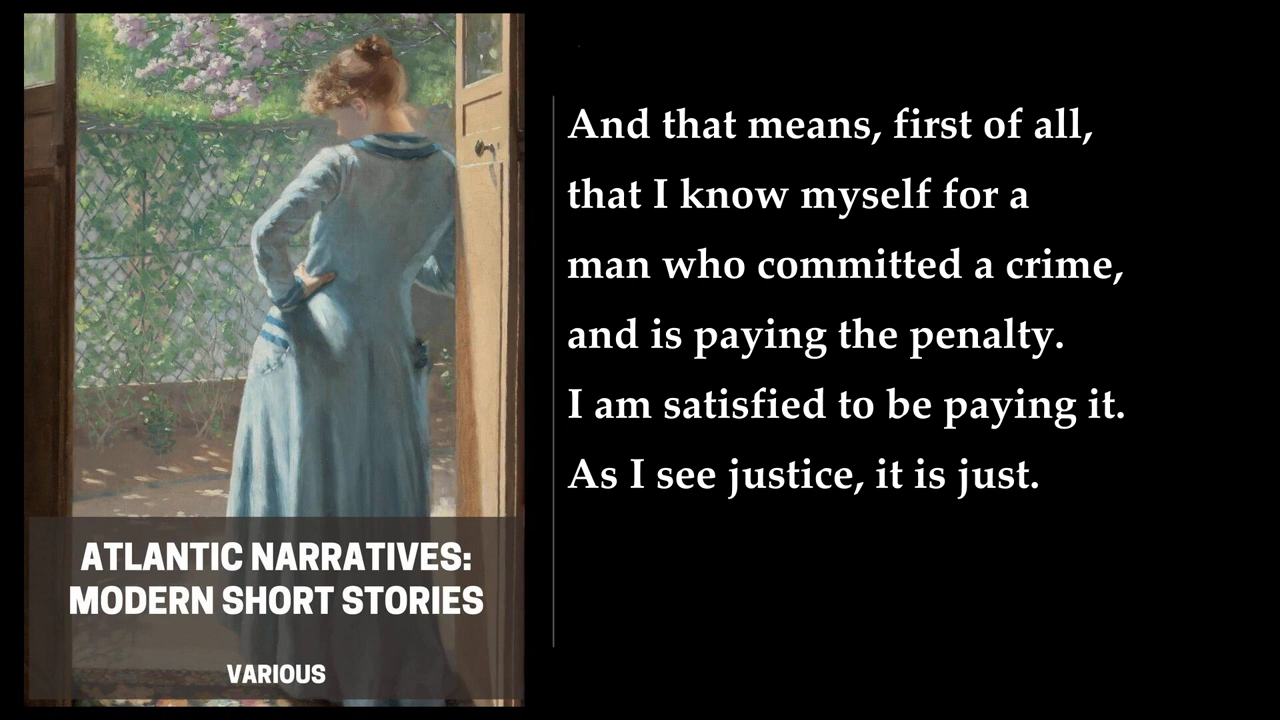 And that means, first of all,
that I know myself for a
man who committed a crime,
and is paying the penalty.
I am satisfied to be paying it.
As I see justice, it is just.
ATLANTIC NARRATIVES:
MODERN SHORT STORIES
VARIOUS